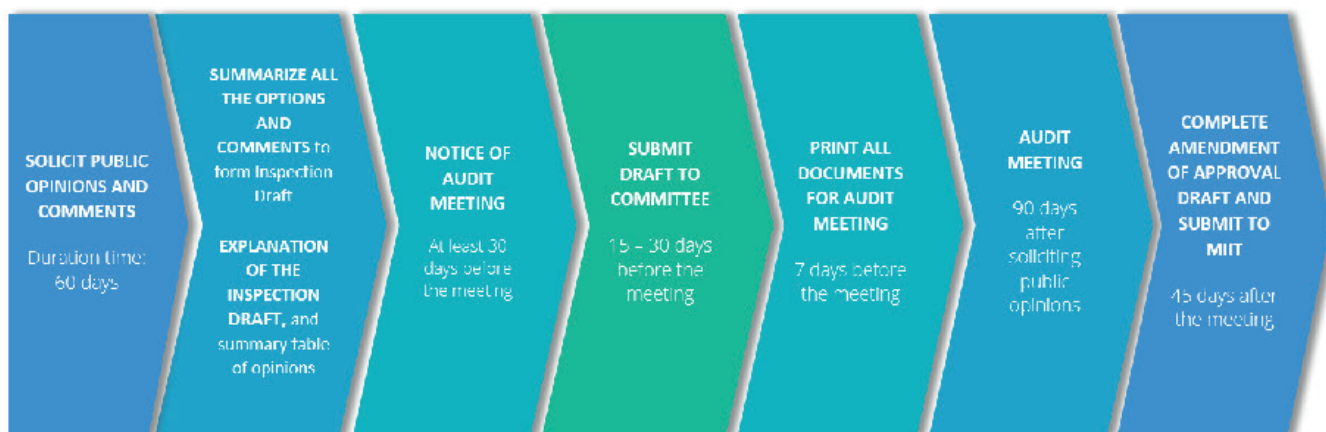 SOLICIT PUBLIC
OPINIONS AND
COMMENTS
Duration time:
60 days
SUMMARIZE ALL
THE OPTIONS
AND
COMMENTS to
form Inspection
Draft
EXPLANATION
OF THE
INSPECTION
DRAFT, and
summary table
of opinions
NOTICE OF
AUDIT
MEETING
At least 30
days before
the meeting
SUBMIT
DRAFT TO
COMMITTEE
15 – 30 days
before the
meeting
PRINT ALL
DOCUMENTS
FOR AUDIT
MEETING
7 days before
the meeting
AUDIT
MEETING
90 days
after
soliciting
public
opinions
COMPLETE
AMENDMENT
OF APPROVAL
DRAFT AND
SUBMIT TO
MIIT
45 days after
the meeting